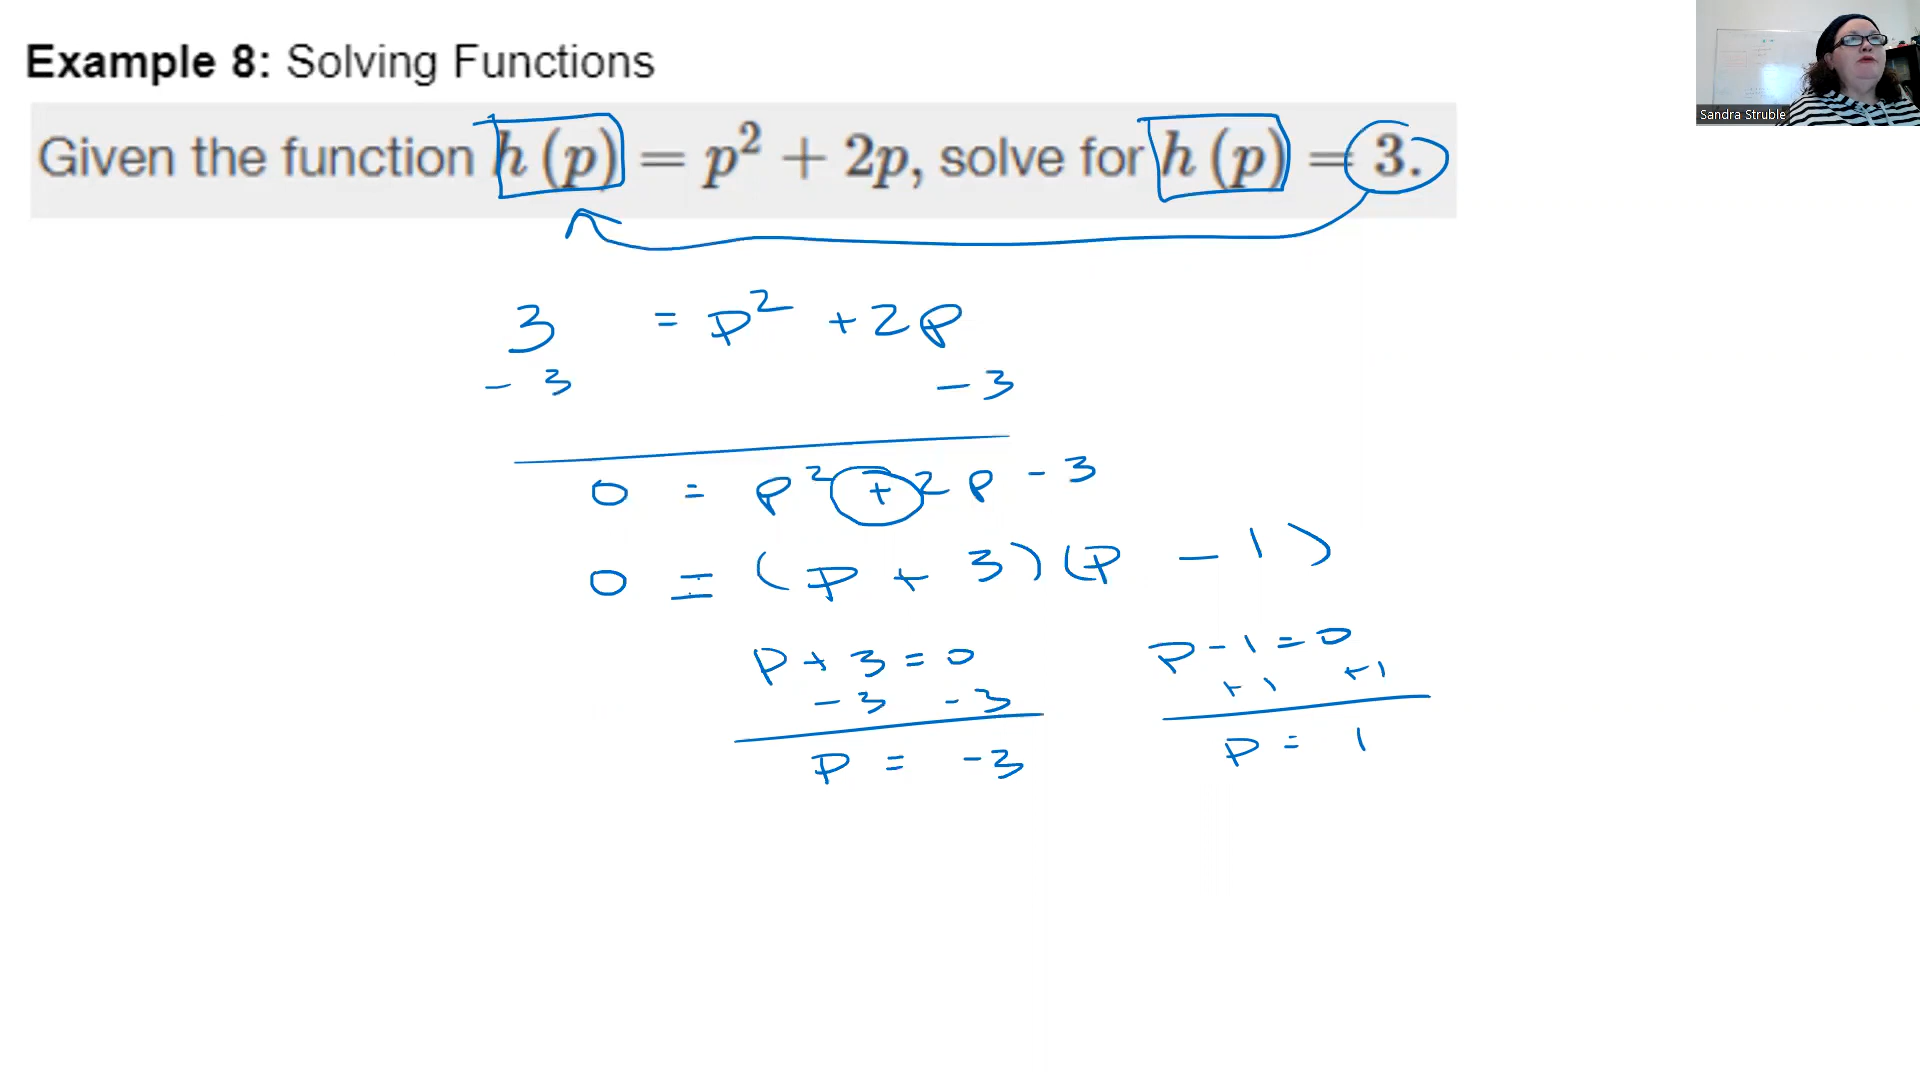 Example 8: Solving Functions
Sandra Struble
Given the function h (p) = p² + 2p, solve for h (p) = 3.
3 = p² + 2p
- 3 - 3
0 = p² + 2p - 3
0 = (p + 3)(p - 1)
p + 3 = 0 p - 1 = 0
- 3 - 3 + 1 + 1
p = -3 p = 1